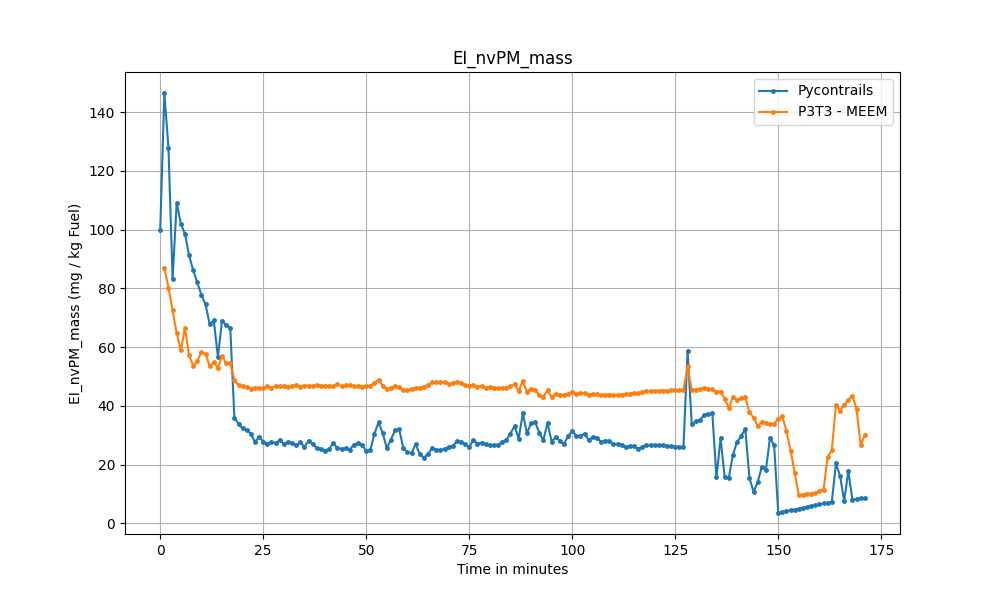 EI_nvPM_mass
Pycontrails
P3T3 - MEEM
EI_nvPM_mass (mg / kg Fuel)
140
120
100
80
60
40
20
0
0 25 50 75 100 125 150 175
Time in minutes